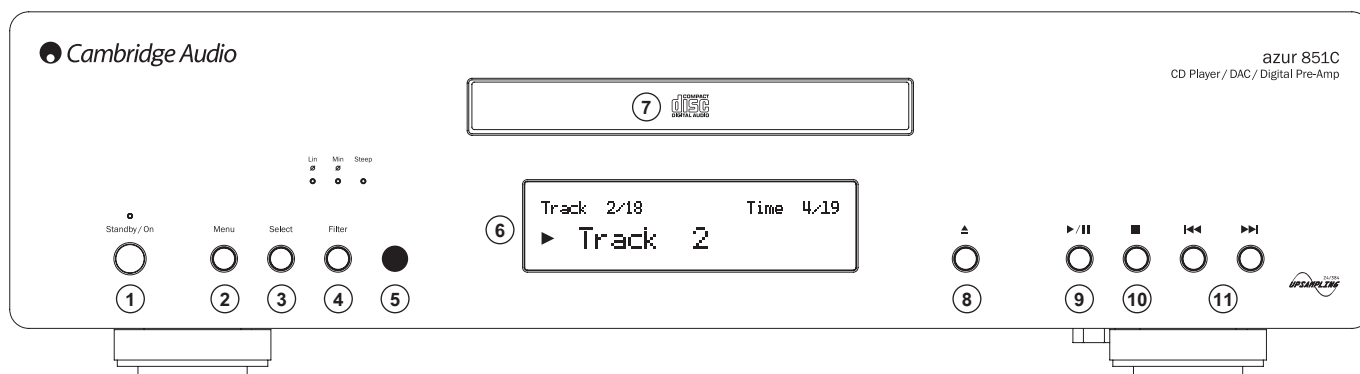 Cambridge Audio
azur 851C
CD Player / DAC / Digital Pre-Amp
7
COMPACT
disc
DIGITAL AUDIO
Lin Min Steep
ø ø
Track 2/18 Time 4/19
6
Track 2
Standby / On Menu Select Filter
1 2 3 4 5 8 9 10 11
24/384
UPSAMPLING